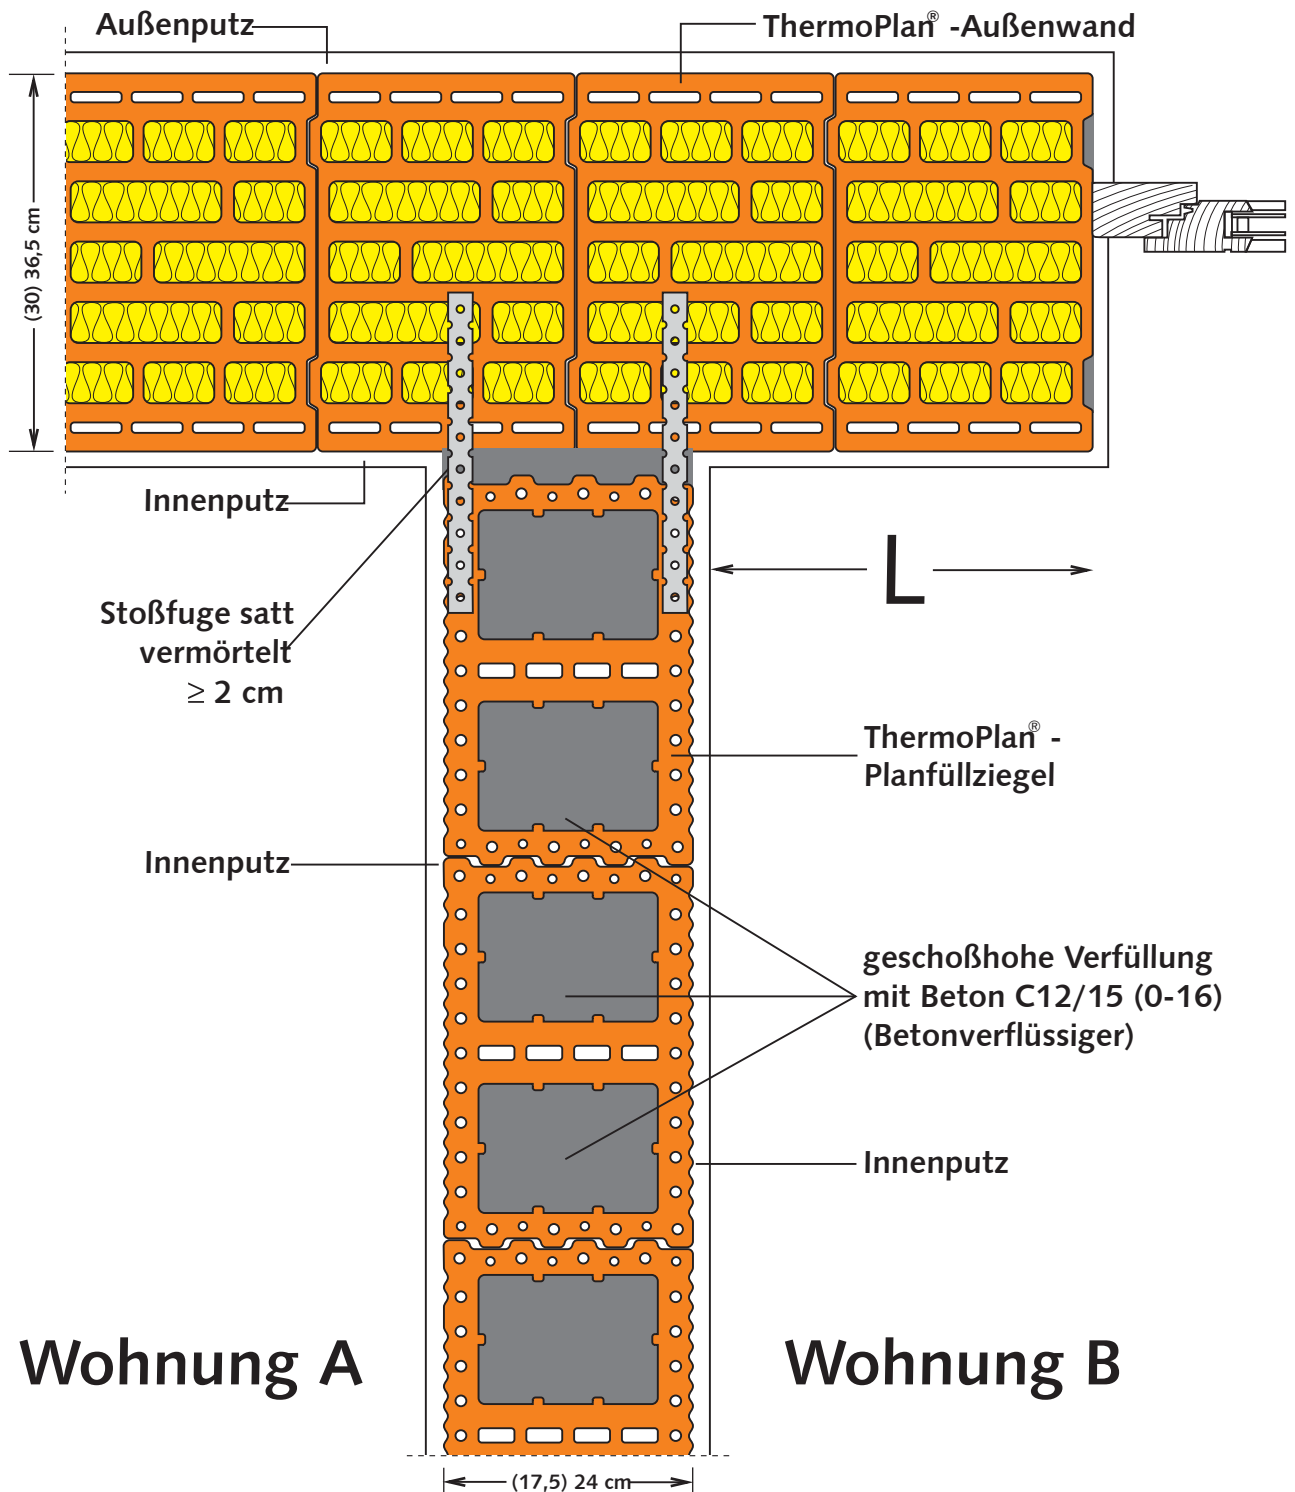 Außenputz
ThermoPlan® -Außenwand
(30) 36,5 cm
Innenputz
L
Stoßfuge satt
vermörtelt
≥ 2 cm
ThermoPlan® -
Planfüllziegel
Innenputz
geschoßhohe Verfüllung
mit Beton C12/15 (0-16)
(Betonverflüssiger)
Innenputz
Wohnung A
Wohnung B
(17,5) 24 cm